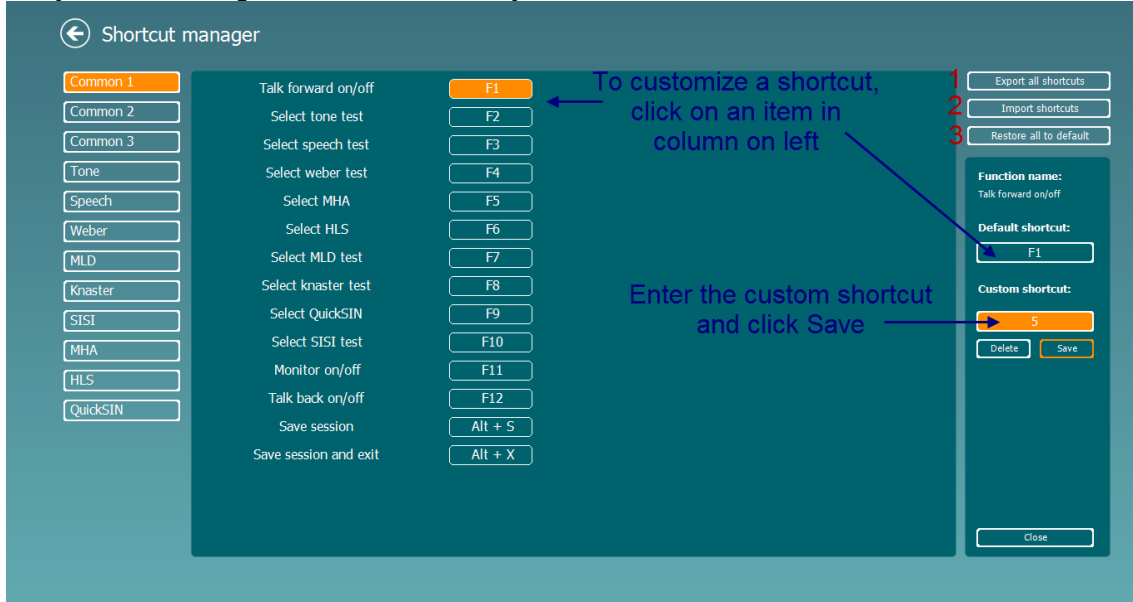 Shortcut manager
Common 1
Common 2
Common 3
Tone
Speech
Weber
MLD
Knaster
SISI
MHA
HLS
QuickSIN
Talk forward on/off F1
Select tone test F2
Select speech test F3
Select weber test F4
Select MHA F5
Select HLS F6
Select MLD test F7
Select knaster test F8
Select QuickSIN F9
Select SISI test F10
Monitor on/off F11
Talk back on/off F12
Save session Alt + S
Save session and exit Alt + X
To customize a shortcut,
click on an item in
column on left
Enter the custom shortcut
and click Save
1 Export all shortcuts
2 Import shortcuts
3 Restore all to default
Function name:
Talk forward on/off
Default shortcut:
F1
Custom shortcut:
5
Delete Save
Close